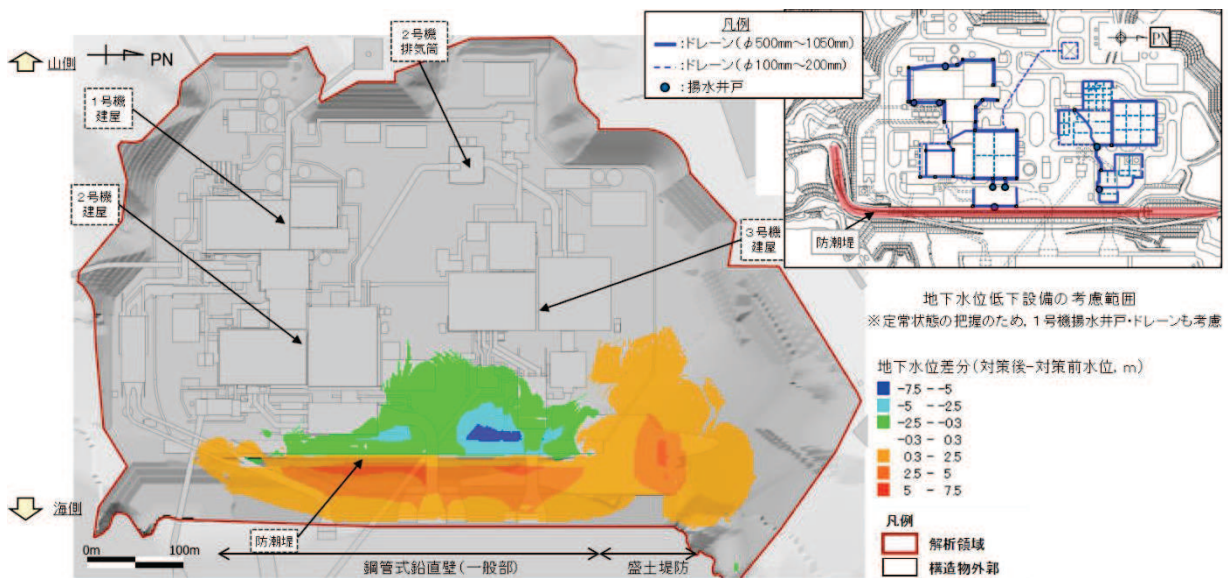 山側
PN
2号機
排気筒
1号機
建屋
2号機
建屋
3号機
建屋
海側
防潮堤
0m 100m
鋼管式鉛直壁(一般部)
盛土堤防
凡例
:ドレーン(φ500mm~1050mm)
:ドレーン(φ100mm~200mm)
:揚水井戸
PN
防潮堤
地下水位低下設備の考慮範囲
※定常状態の把握のため、1号機揚水井戸・ドレーンも考慮
地下水位差分(対策後-対策前水位, m)
-7.5 - -5
-5 - -2.5
-2.5 - -0.3
-0.3 - 0.3
0.3 - 2.5
2.5 - 5
5 - 7.5
凡例
解析領域
構造物外郭